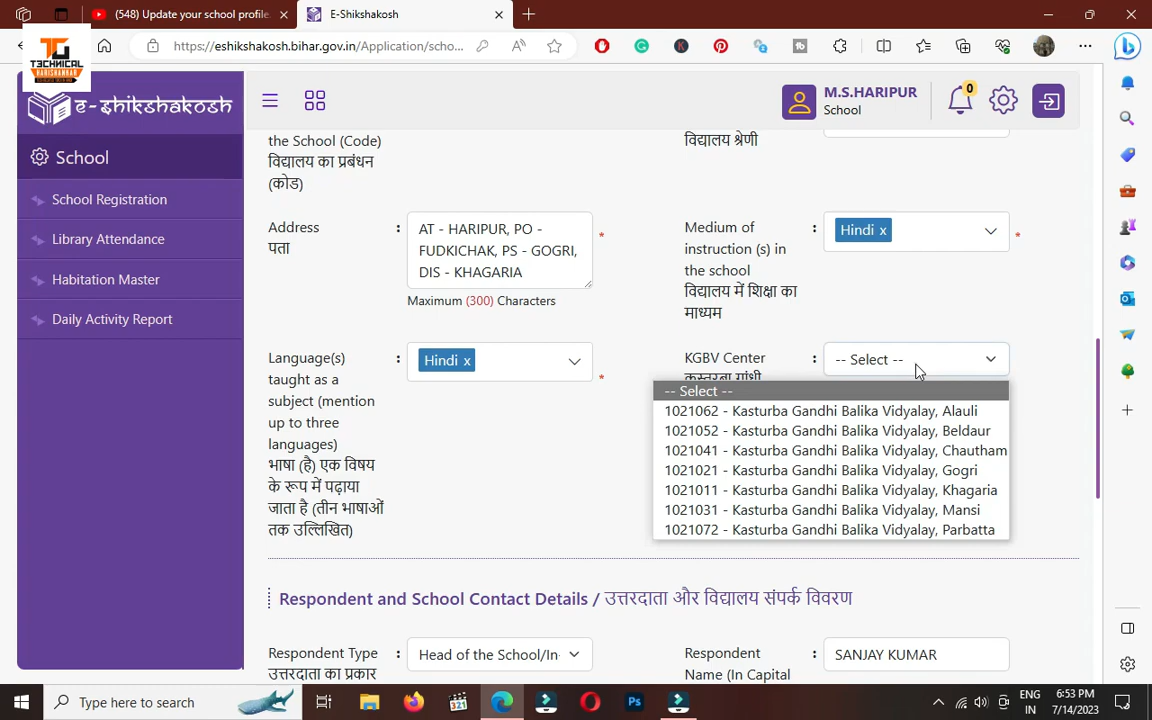 (548) Update your school profile
E-Shikshakosh
https://eshikshakosh.bihar.gov.in/Application/scho...
TG
TECHNICAL
HARISHANKAR
e-shikshakosh
M.S.HARIPUR
School
0
School
School Registration
Library Attendance
Habitation Master
Daily Activity Report
the School (Code)
विद्यालय का प्रबंधन
(कोड)
विद्यालय श्रेणी
Address
पता
:
AT - HARIPUR, PO -
FUDKICHAK, PS - GOGRI,
DIS - KHAGARIA
*
Maximum (300) Characters
Medium of
instruction (s) in
the school
विद्यालय में शिक्षा का
माध्यम
:
Hindi x
*
Language(s)
taught as a
subject (mention
up to three
languages)
भाषा (है) एक विषय
के रूप में पढ़ाया
जाता है (तीन भाषाओं
तक उल्लिखित)
:
Hindi x
*
KGBV Center
कस्तूरबा गांधी
:
-- Select --
-- Select --
1021062 - Kasturba Gandhi Balika Vidyalay, Alauli
1021052 - Kasturba Gandhi Balika Vidyalay, Beldaur
1021041 - Kasturba Gandhi Balika Vidyalay, Chautham
1021021 - Kasturba Gandhi Balika Vidyalay, Gogri
1021011 - Kasturba Gandhi Balika Vidyalay, Khagaria
1021031 - Kasturba Gandhi Balika Vidyalay, Mansi
1021072 - Kasturba Gandhi Balika Vidyalay, Parbatta
Respondent and School Contact Details / उत्तरदाता और विद्यालय संपर्क विवरण
Respondent Type
उत्तरदाता का प्रकार
:
Head of the School/In-
Respondent
Name (In Capital
:
SANJAY KUMAR
Type here to search
321
Ps
ENG
IN
6:53 PM
7/14/2023